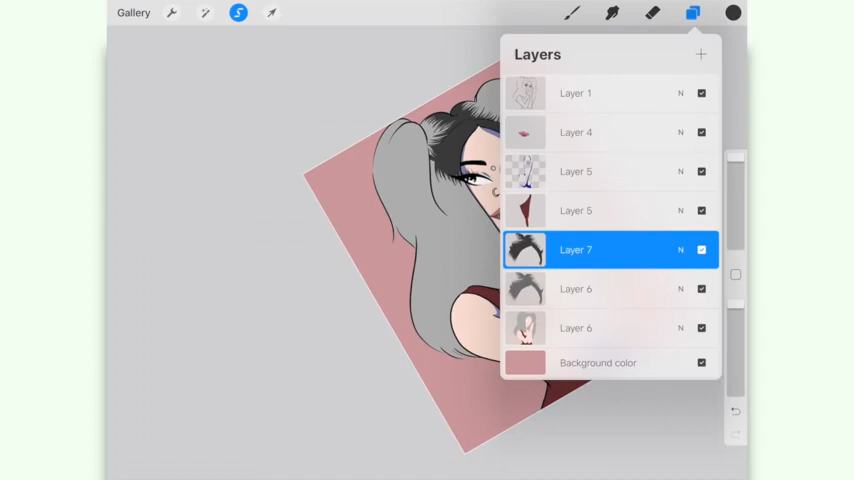 Gallery
Layers
Layer 1 N
Layer 4 N
Layer 5 N
Layer 5 N
Layer 7 N
Layer 6 N
Layer 6 N
Background color